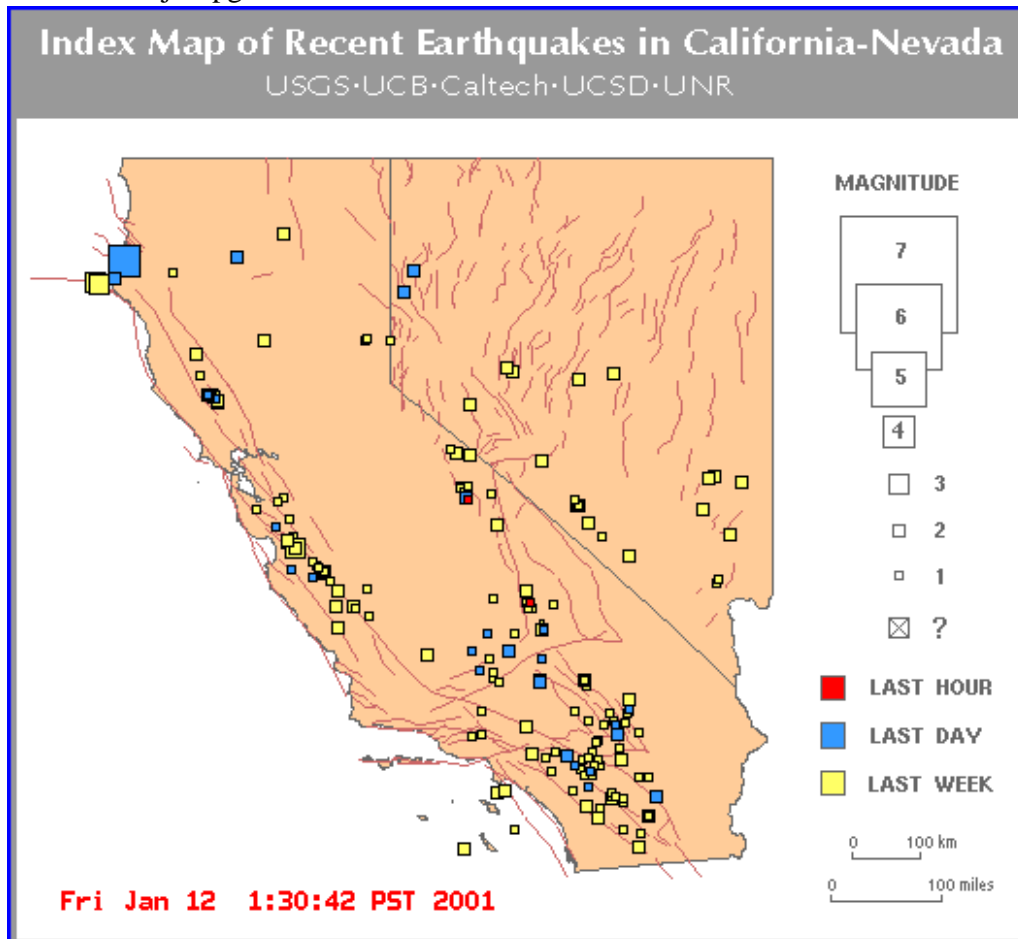 Index Map of Recent Earthquakes in California-Nevada
USGS·UCB·Caltech·UCSD·UNR
MAGNITUDE
7
6
5
4
3
2
1
?
LAST HOUR
LAST DAY
LAST WEEK
0 100 km
0 100 miles
Fri Jan 12 1:30:42 PST 2001